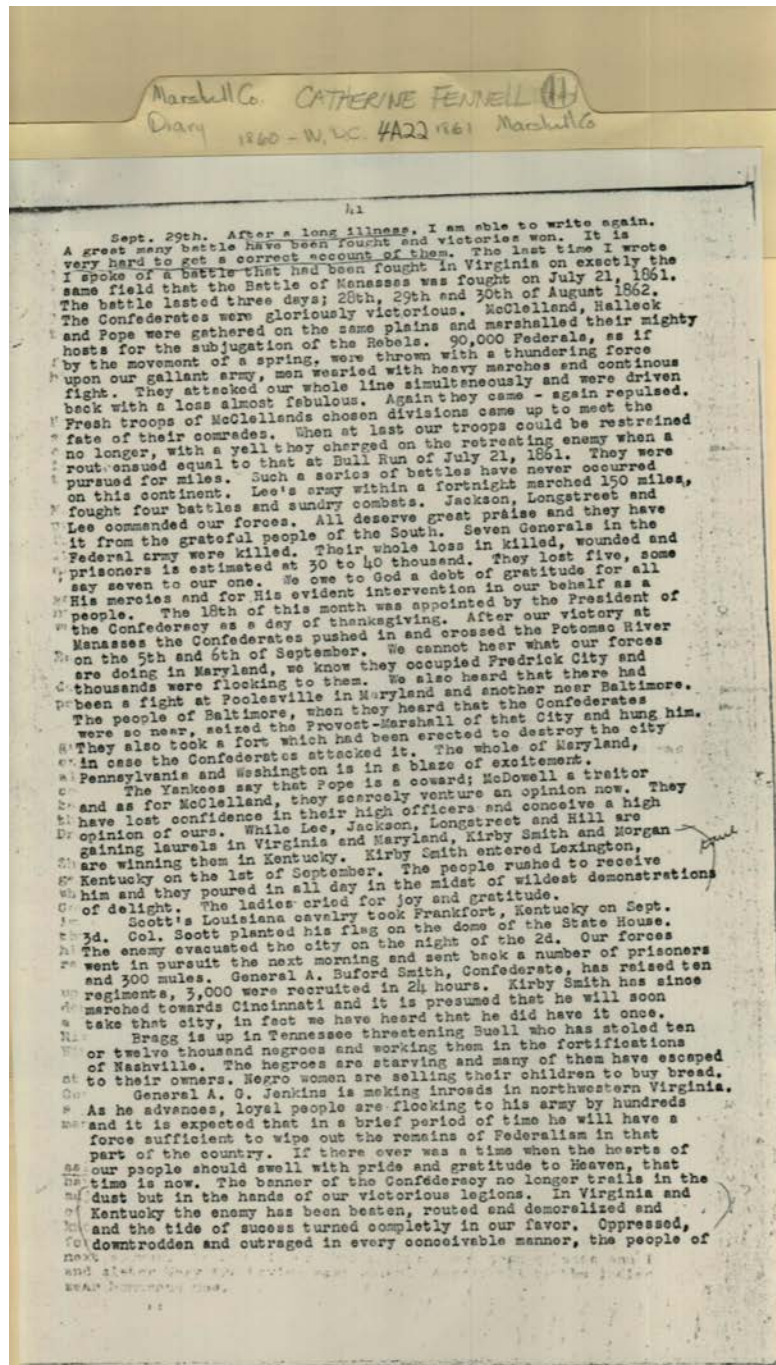 Marshall Co. CATHERINE FENNELL 11
Diary 1860 - W, D.C. 4A22 1861 Marshall Co
41
Sept. 29th. After a long illness. I am able to write again.
A great many battle have been fought and victories won. It is
very hard to get a correct account of them. The last time I wrote
I spoke of a battle that had been fought in Virginia on exactly the
same field that the Battle of Manassas was fought on July 21, 1861.
The battle lasted three days; 28th, 29th and 30th of August 1862.
The Confederates were gloriously victorious. McClelland, Halleck
and Pope were gathered on the same plains and marshalled their mighty
hosts for the subjugation of the Rebels. 90,000 Federals, as if
by the movement of a spring, were thrown with a thundering force
upon our gallant army, men wearied with heavy marches and continous
fight. They attacked our whole line simultaneously and were driven
back with a loss almost fabulous. Again they came - again repulsed.
Fresh troops of McClellands chosen divisions came up to meet the
fate of their comrades. When at last our troops could be restrained
no longer, with a yell they charged on the retreating enemy when a
rout ensued equal to that at Bull Run of July 21, 1861. They were
pursued for miles. Such a series of battles have never occurred
on this continent. Lee's army within a fortnight marched 150 miles,
fought four battles and sundry combats. Jackson, Longstreet and
Lee commanded our forces. All deserve great praise and they have
it from the grateful people of the South. Seven Generals in the
Federal army were killed. Their whole loss in killed, wounded and
prisoners is estimated at 30 to 40 thousand. They lost five, some
say seven to our one. We owe to God a debt of gratitude for all
His mercies and for His evident intervention in our behalf as a
people. The 18th of this month was appointed by the President of
the Confederacy as a day of thanksgiving. After our victory at
Manassas the Confederates pushed in and crossed the Potomac River
on the 5th and 6th of September. We cannot hear what our forces
are doing in Maryland, we know they occupied Fredrick City and
thousands were flocking to them. We also heard that there had
been a fight at Poolesville in Maryland and another near Baltimore.
The people of Baltimore, when they heard that the Confederates
were so near, seized the Provost-Marshall of that City and hung him.
They also took a fort which had been erected to destroy the city
in case the Confederates attacked it. The whole of Maryland,
Pennsylvania and Washington is in a blaze of excitement.
The Yankees say that Pope is a coward; McDowell a traitor
and as for McClelland, they scarcely venture an opinion now. They
have lost confidence in their high officers and conceive a high
opinion of ours. While Lee, Jackson, Longstreet and Hill are
gaining laurels in Virginia and Maryland, Kirby Smith and Morgan
are winning them in Kentucky. Kirby Smith entered Lexington,
Kentucky on the 1st of September. The people rushed to receive
him and they poured in all day in the midst of wildest demonstrations
of delight. The ladies cried for joy and gratitude.
Scott's Louisiana cavalry took Frankfort, Kentucky on Sept.
3d. Col. Scott planted his flag on the dome of the State House.
The enemy evacuated the city on the night of the 2d. Our forces
went in pursuit the next morning and sent back a number of prisoners
and 300 mules. General A. Buford Smith, Confederate, has raised ten
regiments, 3,000 were recruited in 24 hours. Kirby Smith has since
marched towards Cincinnati and it is presumed that he will soon
take that city, in fact we have heard that he did have it once.
Bragg is up in Tennessee threatening Buell who has stoled ten
or twelve thousand negroes and working them in the fortifications
of Nashville. The hegroes are starving and many of them have escaped
to their owners. Negro women are selling their children to buy bread.
General A. G. Jenkins is making inroads in northwestern Virginia.
As he advances, loyal people are flocking to his army by hundreds
and it is expected that in a brief period of time he will have a
force sufficient to wipe out the remains of Federalism in that
part of the country. If there ever was a time when the hearts of
our people should swell with pride and gratitude to Heaven, that
time is now. The banner of the Confederacy no longer trails in the
dust but in the hands of our victorious legions. In Virginia and
Kentucky the enemy has been beaten, routed and demoralized and
and the tide of sucess turned completly in our favor. Oppressed,
downtrodden and outraged in every conceivable manner, the people of
next